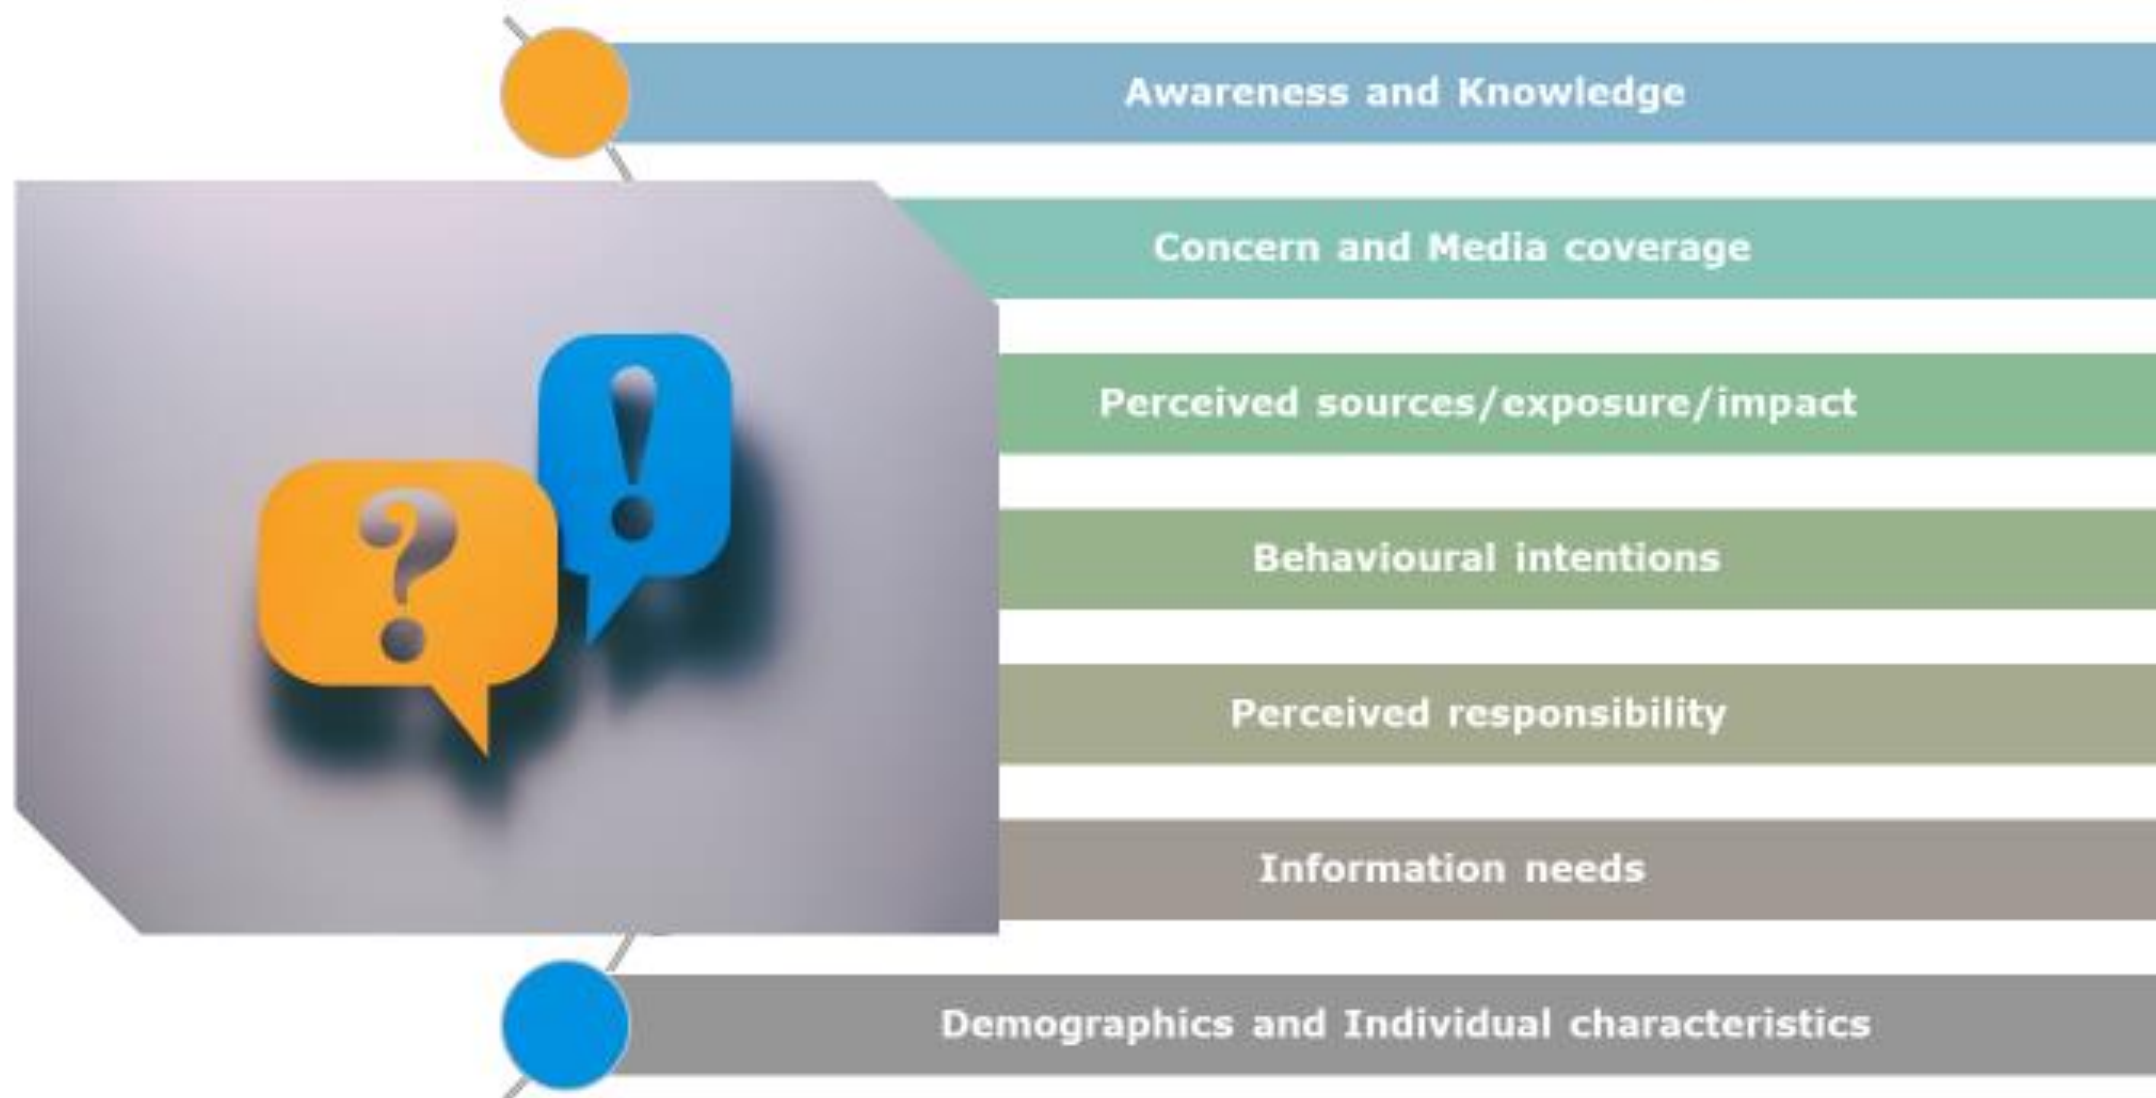 Awareness and Knowledge
Concern and Media coverage
Perceived sources/exposure/impact
? !
Behavioural intentions
Perceived responsibility
Information needs
Demographics and Individual characteristics